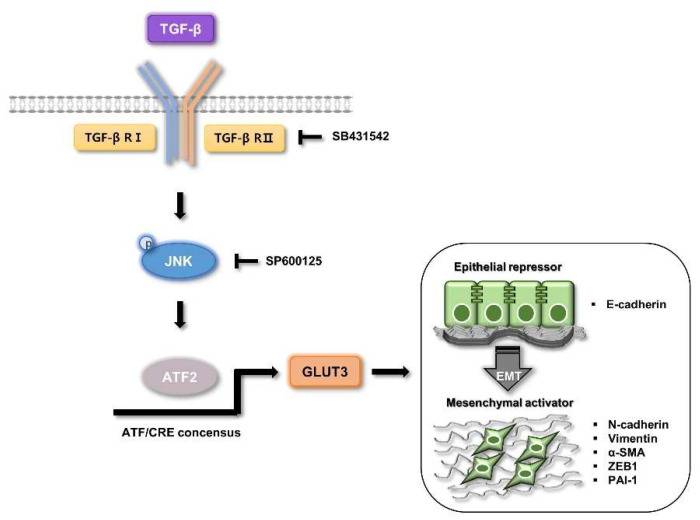 TGF-β
TGF-β R Ⅰ
TGF-β RⅡ
SB431542
p
JNK
SP600125
ATF2
GLUT3
ATF/CRE concensus
Epithelial repressor
▪ E-cadherin
EMT
Mesenchymal activator
▪ N-cadherin
▪ Vimentin
▪ α-SMA
▪ ZEB1
▪ PAI-1